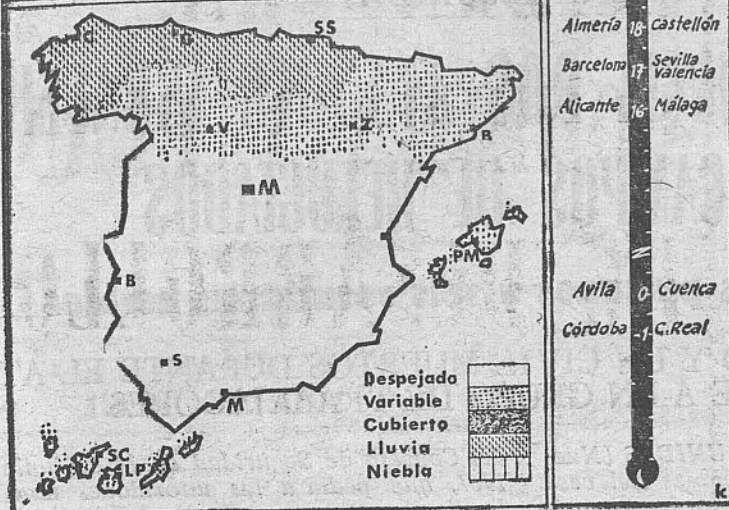 C
G
SS
V
Z
B
M
PM
B
S
M
SC
LP
Despejado
Variable
Cubierto
Lluvia
Niebla
Almería 18 Castellón
Barcelona 17 Sevilla
Valencia
Alicante 16 Málaga
Avila 0 Cuenca
Córdoba -1 C.Real
k